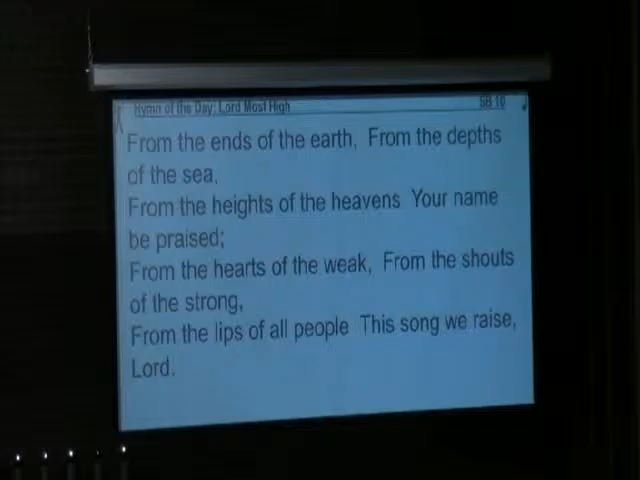 Hymn of the Day: Lord Most High SB 10
From the ends of the earth, From the depths
of the sea,
From the heights of the heavens Your name
be praised;
From the hearts of the weak, From the shouts
of the strong,
From the lips of all people This song we raise,
Lord.